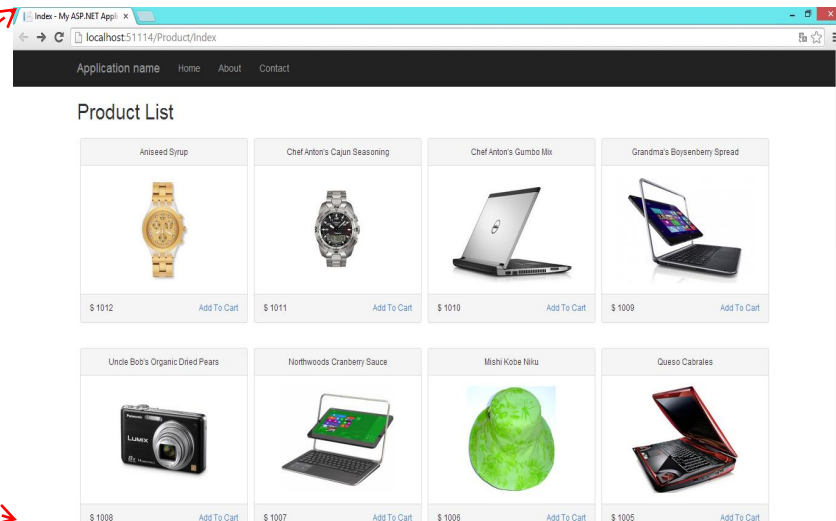 Index - My ASP.NET Appli
localhost:51114/Product/Index
Application name Home About Contact
Product List
Aniseed Syrup
Chef Anton's Cajun Seasoning
Chef Anton's Gumbo Mix
Grandma's Boysenberry Spread
$ 1012 Add To Cart
$ 1011 Add To Cart
$ 1010 Add To Cart
$ 1009 Add To Cart
Uncle Bob's Organic Dried Pears
Northwoods Cranberry Sauce
Mishi Kobe Niku
Queso Cabrales
Panasonic
LUMIX
$ 1008 Add To Cart
$ 1007 Add To Cart
$ 1006 Add To Cart
$ 1005 Add To Cart